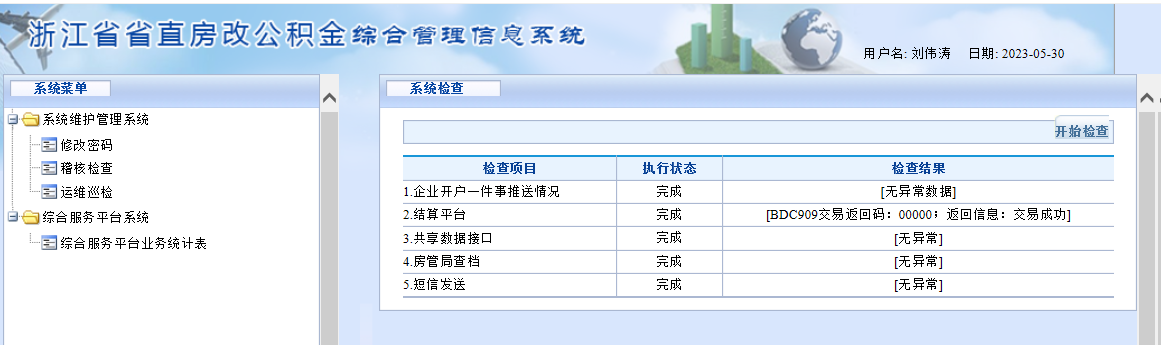 浙江省省直房改公积金综合管理信息系统
用户名: 刘伟涛 日期: 2023-05-30
系统菜单
系统维护管理系统
修改密码
稽核检查
运维巡检
综合服务平台系统
综合服务平台业务统计表
系统检查
开始检查
检查项目 执行状态 检查结果
1.企业开户一件事推送情况 完成 [无异常数据]
2.结算平台 完成 [BDC909交易返回码：00000；返回信息：交易成功]
3.共享数据接口 完成 [无异常]
4.房管局查档 完成 [无异常]
5.短信发送 完成 [无异常]